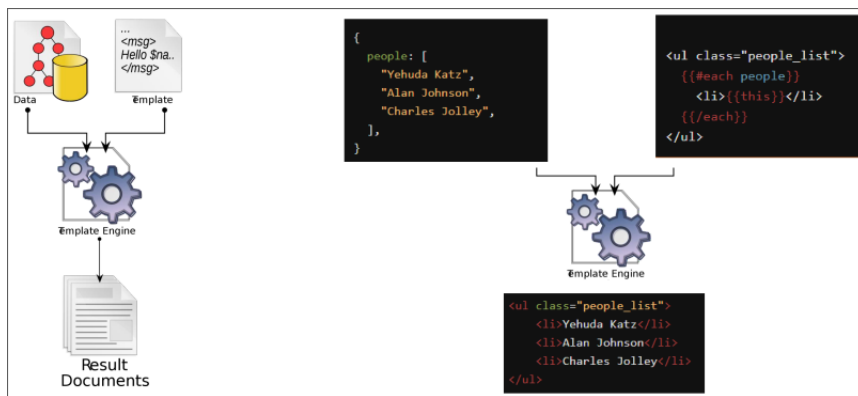 ...
<msg>
Hello $na..
</msg>
Data
Template
Template Engine
Result
Documents
{
people: [
"Yehuda Katz",
"Alan Johnson",
"Charles Jolley",
],
}
<ul class="people_list">
{{#each people}}
<li>{{this}}</li>
{{/each}}
</ul>
Template Engine
<ul class="people_list">
<li>Yehuda Katz</li>
<li>Alan Johnson</li>
<li>Charles Jolley</li>
</ul>